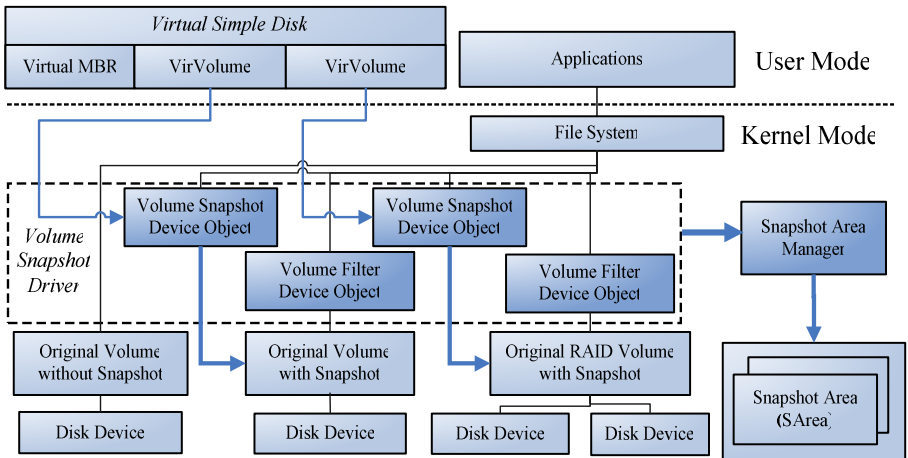 Virtual Simple Disk
Virtual MBR
VirVolume
VirVolume
Applications
User Mode
File System
Kernel Mode
Volume Snapshot
Device Object
Volume Snapshot
Device Object
Volume
Snapshot
Driver
Volume Filter
Device Object
Volume Filter
Device Object
Snapshot Area
Manager
Original Volume
without Snapshot
Original Volume
with Snapshot
Original RAID Volume
with Snapshot
Snapshot Area
(SArea)
Disk Device
Disk Device
Disk Device
Disk Device